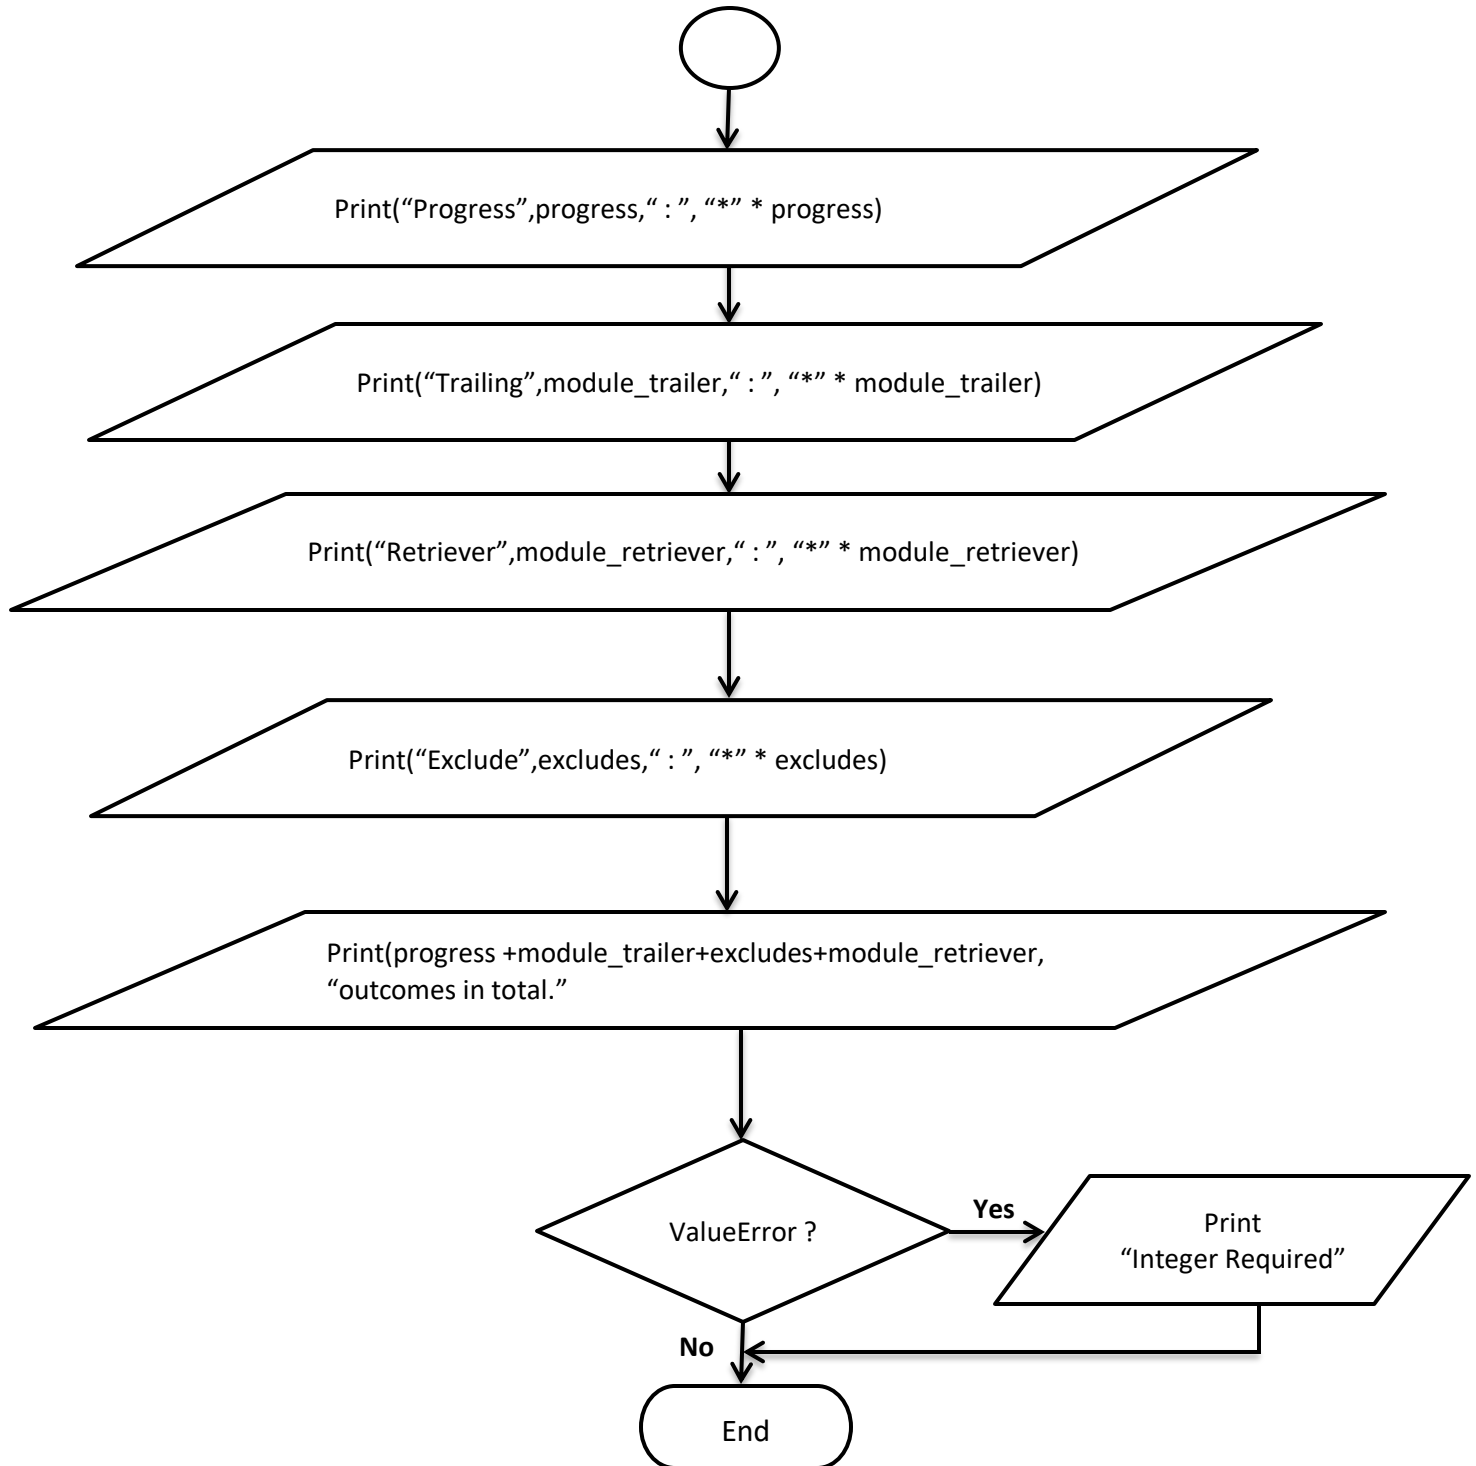 Print(“Progress”,progress,“ : ”, “*” * progress)
Print(“Trailing”,module_trailer,“ : ”, “*” * module_trailer)
Print(“Retriever”,module_retriever,“ : ”, “*” * module_retriever)
Print(“Exclude”,excludes,“ : ”, “*” * excludes)
Print(progress +module_trailer+excludes+module_retriever,
“outcomes in total.”
ValueError ?
Yes
Print
“Integer Required”
No
End